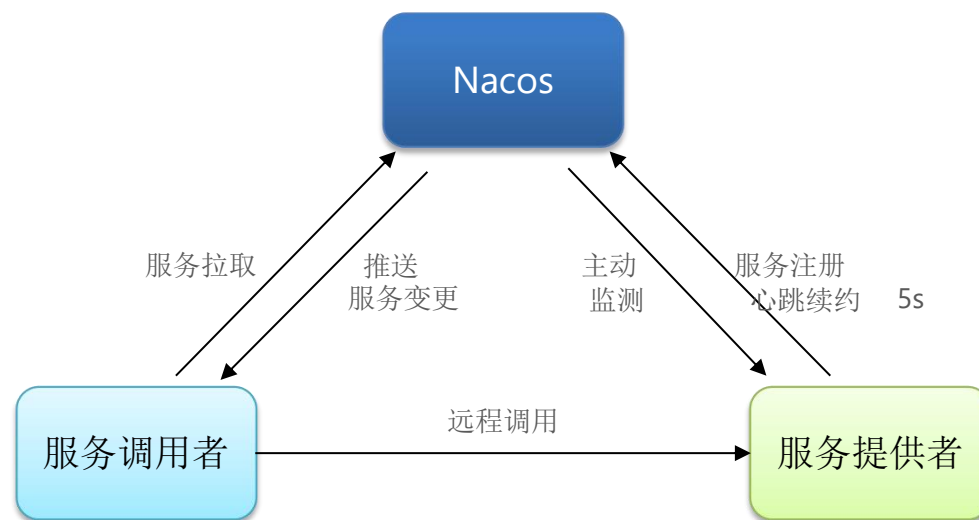 Nacos
服务拉取
推送
服务变更
主动
监测
服务注册
心跳续约 5s
远程调用
服务调用者
服务提供者